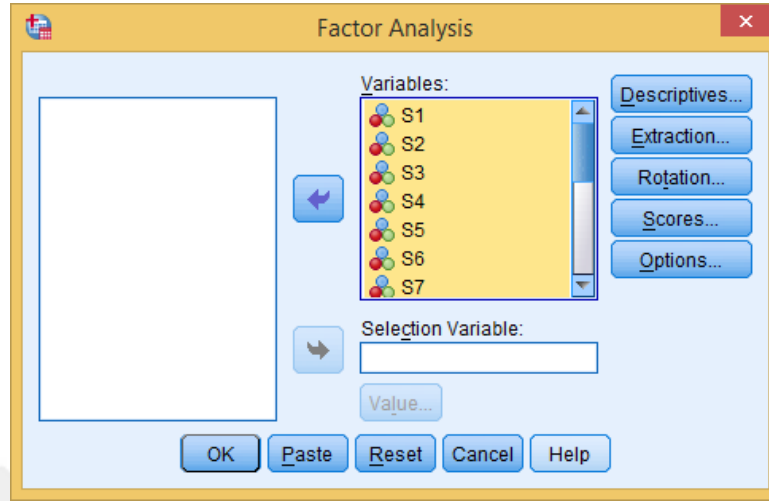 Factor Analysis
Variables:
S1
S2
S3
S4
S5
S6
S7
Descriptives...
Extraction...
Rotation...
Scores...
Options...
Selection Variable:
Value...
OK
Paste
Reset
Cancel
Help